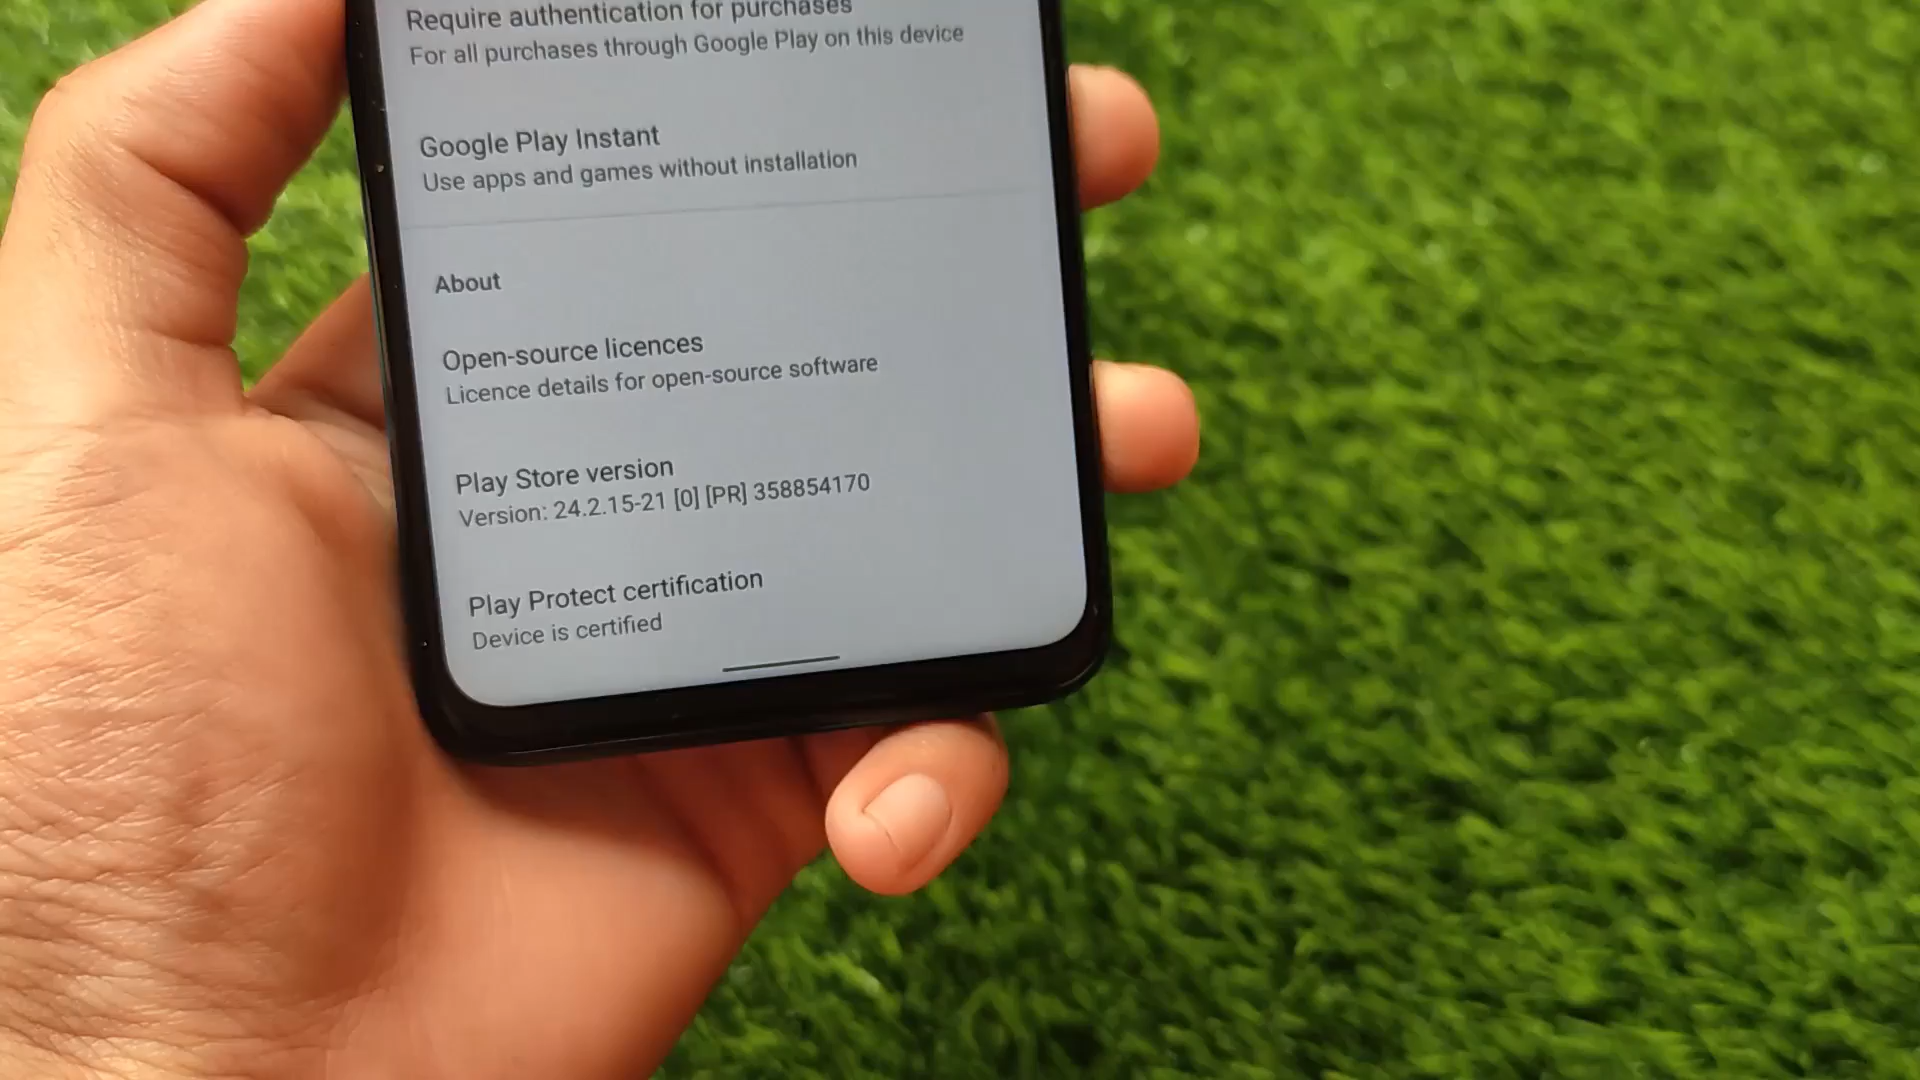 Require authentication for purchases
For all purchases through Google Play on this device
Google Play Instant
Use apps and games without installation
About
Open-source licences
Licence details for open-source software
Play Store version
Version: 24.2.15-21 [0] [PR] 358854170
Play Protect certification
Device is certified